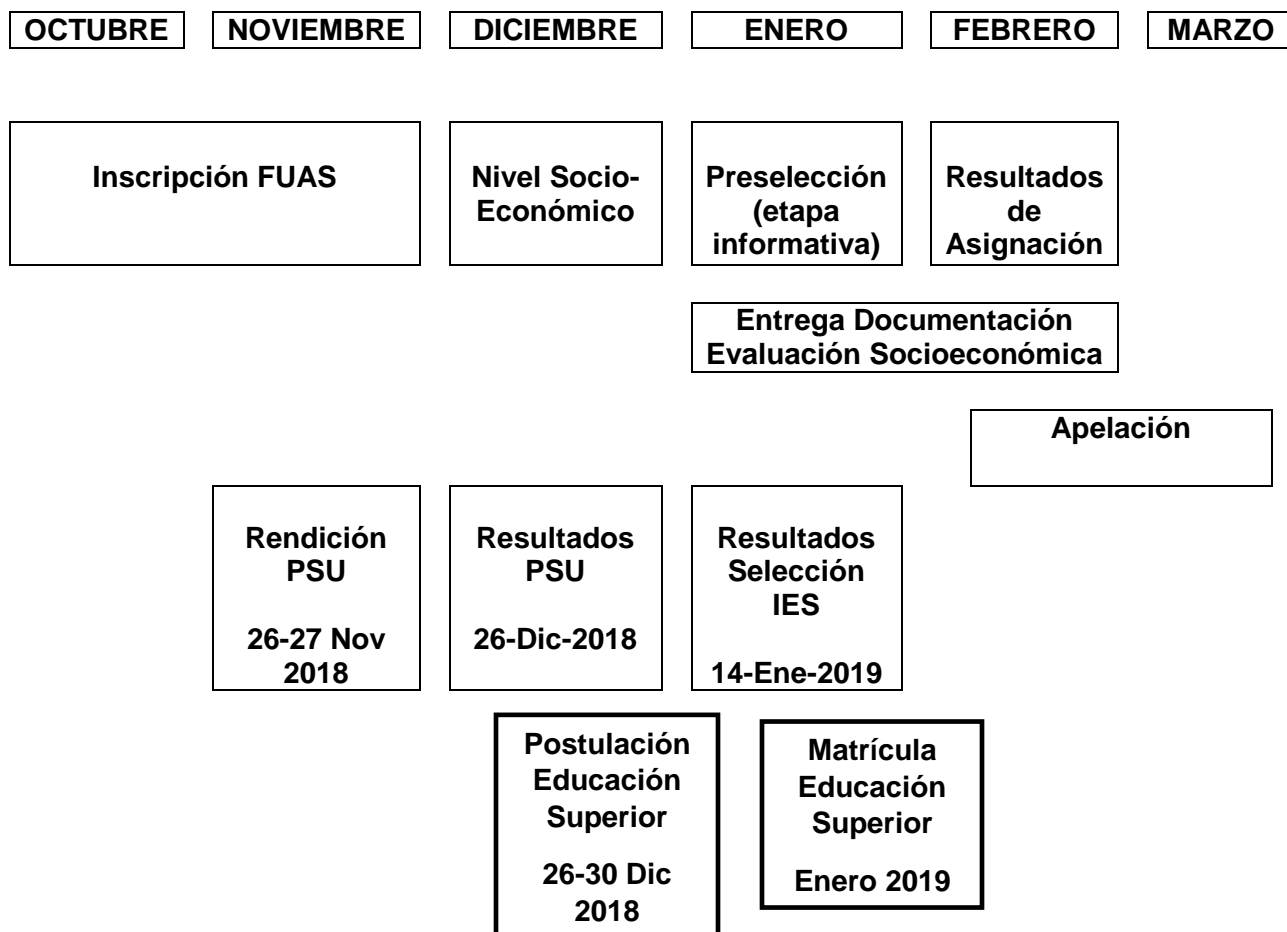 OCTUBRE
NOVIEMBRE
DICIEMBRE
ENERO
FEBRERO
MARZO
Inscripción FUAS
Nivel Socio-
Económico
Preselección
(etapa
informativa)
Resultados
de
Asignación
Entrega Documentación
Evaluación Socioeconómica
Apelación
Rendición
PSU
26-27 Nov
2018
Resultados
PSU
26-Dic-2018
Resultados
Selección
IES
14-Ene-2019
Postulación
Educación
Superior
26-30 Dic
2018
Matrícula
Educación
Superior
Enero 2019